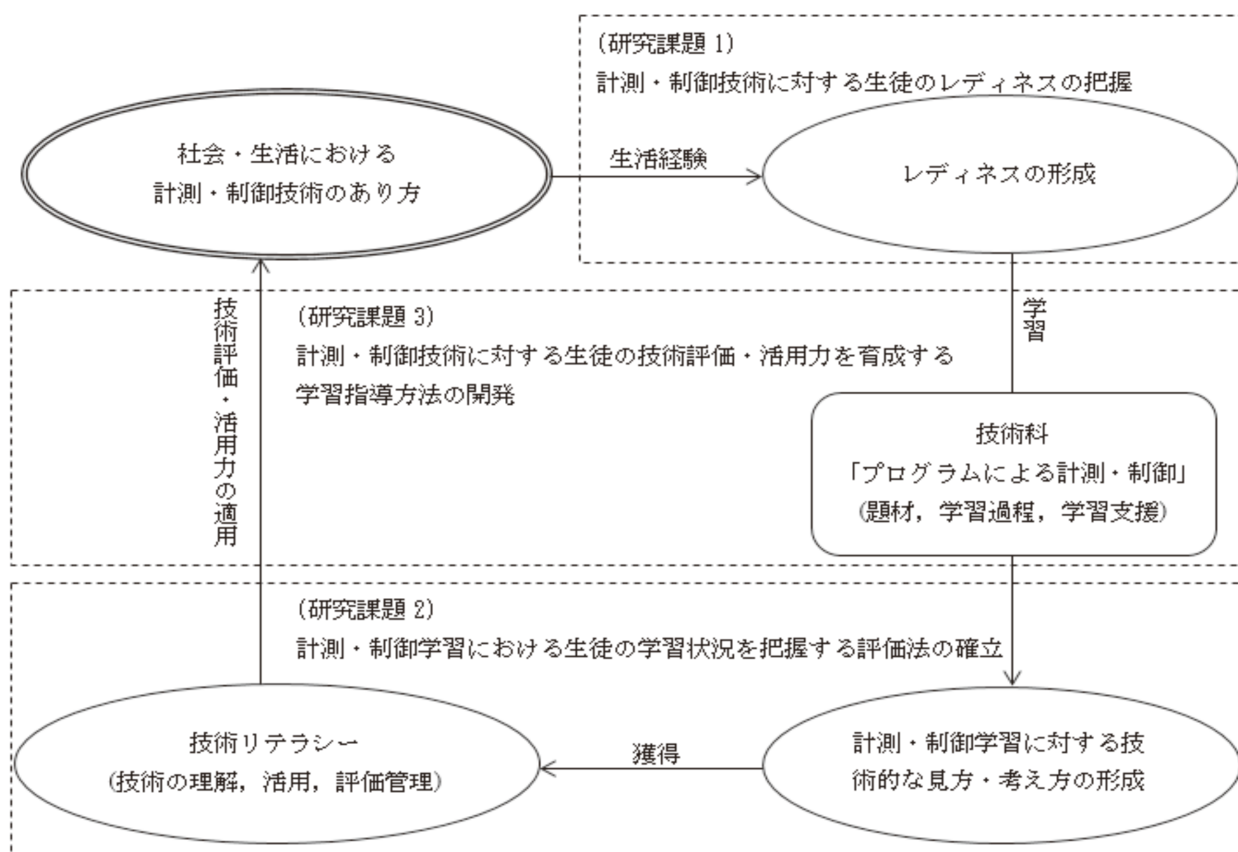 (研究課題 1)
計測・制御技術に対する生徒のレディネスの把握
社会・生活における
計測・制御技術のあり方
生活経験
レディネスの形成
技術評価・活用力の適用
(研究課題 3)
計測・制御技術に対する生徒の技術評価・活用力を育成する
学習指導方法の開発
学習
技術科
「プログラムによる計測・制御」
(題材，学習過程，学習支援)
(研究課題 2)
計測・制御学習における生徒の学習状況を把握する評価法の確立
技術リテラシー
(技術の理解，活用，評価管理)
獲得
計測・制御学習に対する技
術的な見方・考え方の形成